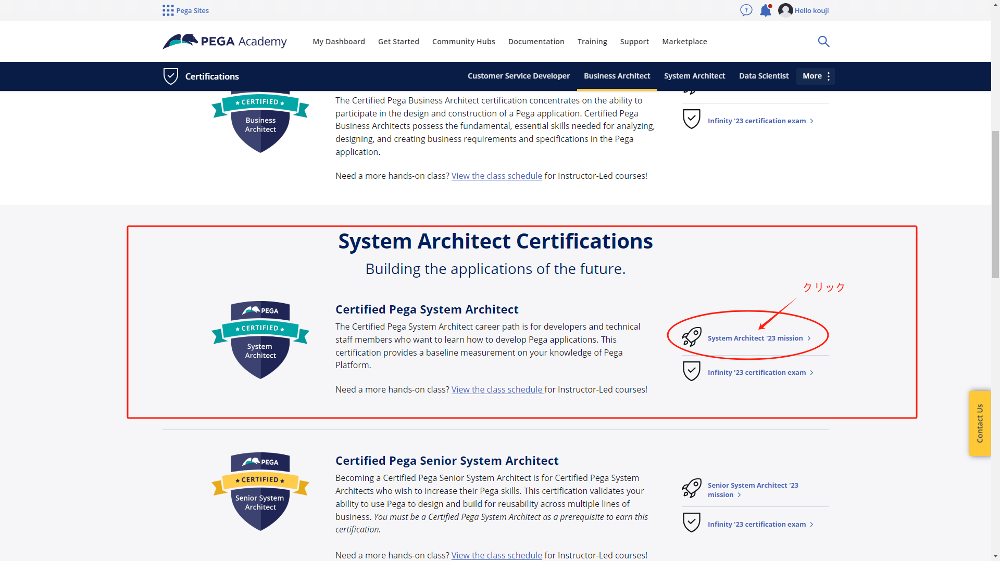 Pega Sites
Hello kouji
PEGA Academy
My Dashboard
Get Started
Community Hubs
Documentation
Training
Support
Marketplace
Certifications
Customer Service Developer
Business Architect
System Architect
Data Scientist
More
CERTIFIED
Business
Architect
The Certified Pega Business Architect certification concentrates on the ability to
participate in the design and construction of a Pega application. Certified Pega
Business Architects possess the fundamental, essential skills needed for analyzing,
designing, and creating business requirements and specifications in the Pega
application.
Need a more hands-on class? View the class schedule for Instructor-Led courses!
Infinity '23 certification exam
System Architect Certifications
Building the applications of the future.
クリック
PEGA
CERTIFIED
System
Architect
Certified Pega System Architect
The Certified Pega System Architect career path is for developers and technical
staff members who want to learn how to develop Pega applications. This
certification provides a baseline measurement on your knowledge of Pega
Platform.
Need a more hands-on class? View the class schedule for Instructor-Led courses!
System Architect '23 mission
Infinity '23 certification exam
Contact Us
PEGA
CERTIFIED
Senior System
Architect
Certified Pega Senior System Architect
Becoming a Certified Pega Senior System Architect is for Certified Pega System
Architects who wish to increase their Pega skills. This certification validates your
ability to use Pega to design and build for reusability across multiple lines of
business. You must be a Certified Pega System Architect as a prerequisite to earn this
certification.
Need a more hands-on class? View the class schedule for Instructor-Led courses!
Senior System Architect '23
mission
Infinity '23 certification exam